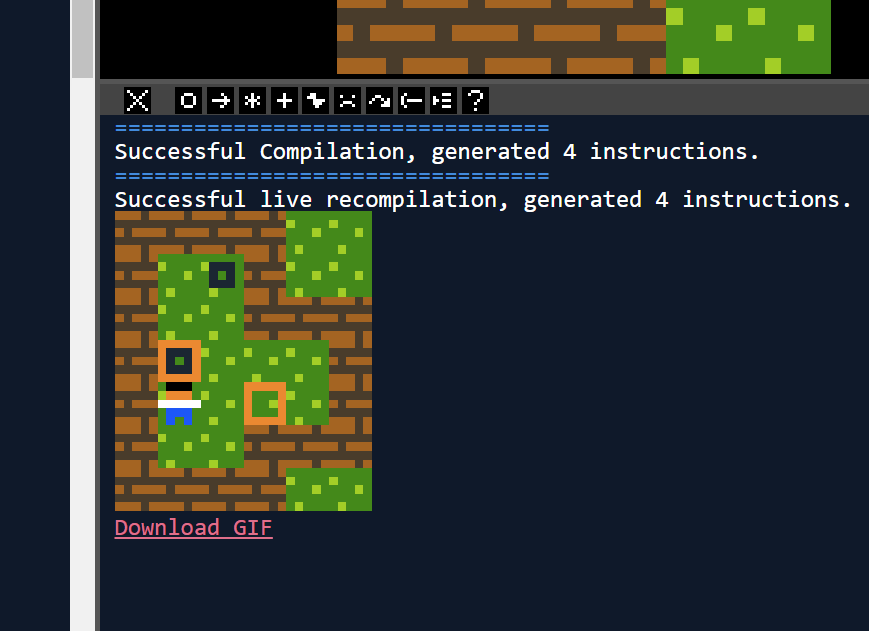 =================================
Successful Compilation, generated 4 instructions.
=================================
Successful live recompilation, generated 4 instructions.
Download GIF